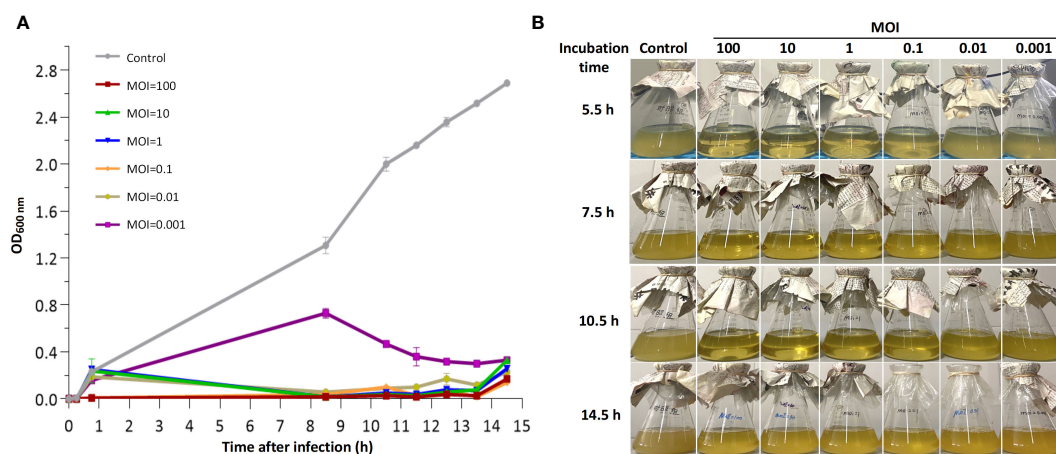 A
OD600 nm
2.8
2.4
2.0
1.6
1.2
0.8
0.4
0.0
Control
MOI=100
MOI=10
MOI=1
MOI=0.1
MOI=0.01
MOI=0.001
0 1 2 3 4 5 6 7 8 9 10 11 12 13 14 15
Time after infection (h)
B
MOI
Incubation Control 100 10 1 0.1 0.01 0.001
time
5.5 h
7.5 h
10.5 h
14.5 h